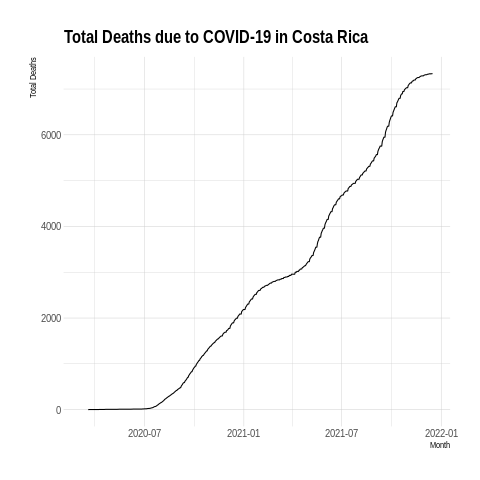 Total Deaths due to COVID-19 in Costa Rica
Total Deaths
6000
4000
2000
0
2020-07 2021-01 2021-07 2022-01
Month